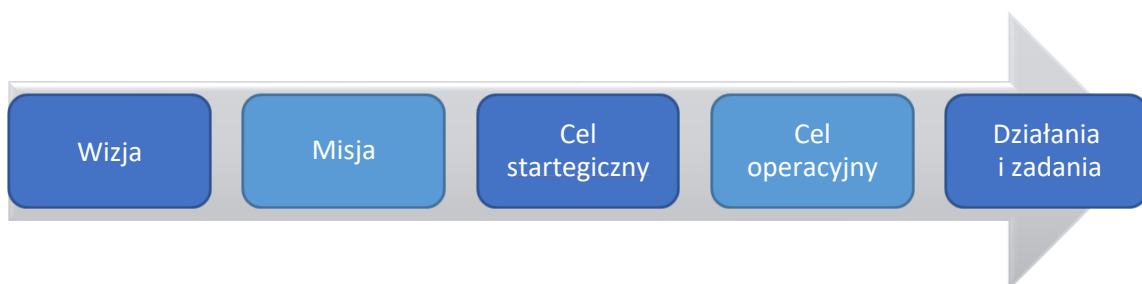 Wizja
Misja
Cel
startegiczny
Cel
operacyjny
Działania
i zadania